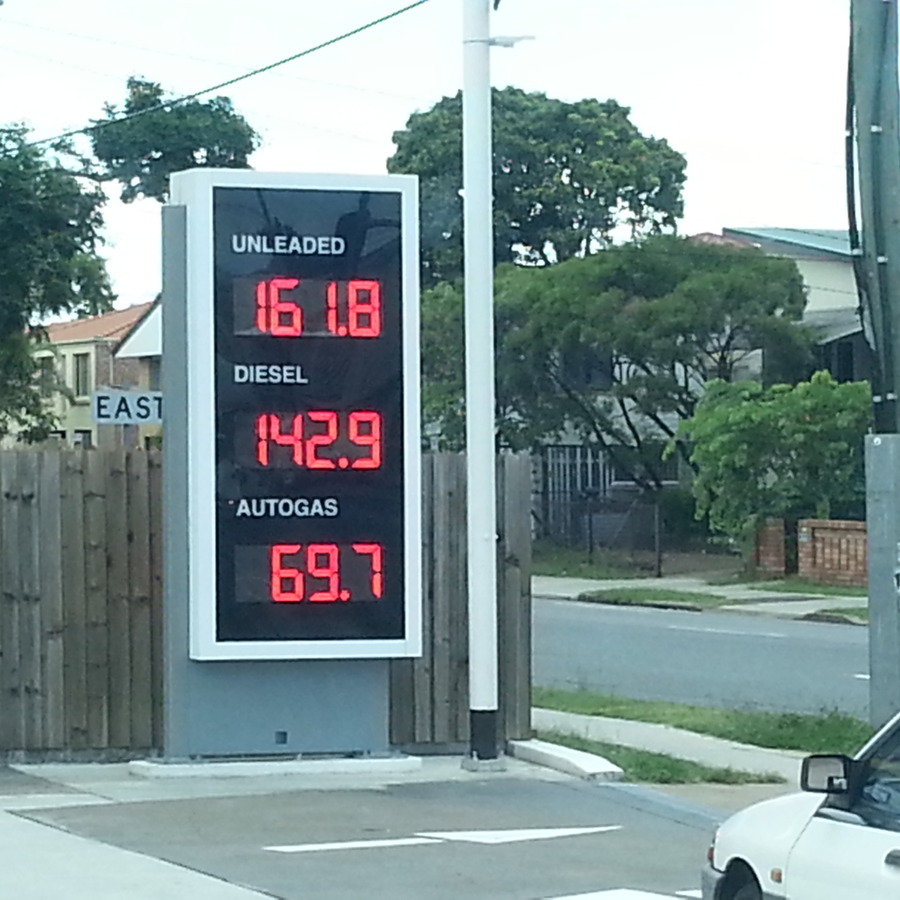 UNLEADED
161.8
DIESEL
EAST
142.9
AUTOGAS
69.7